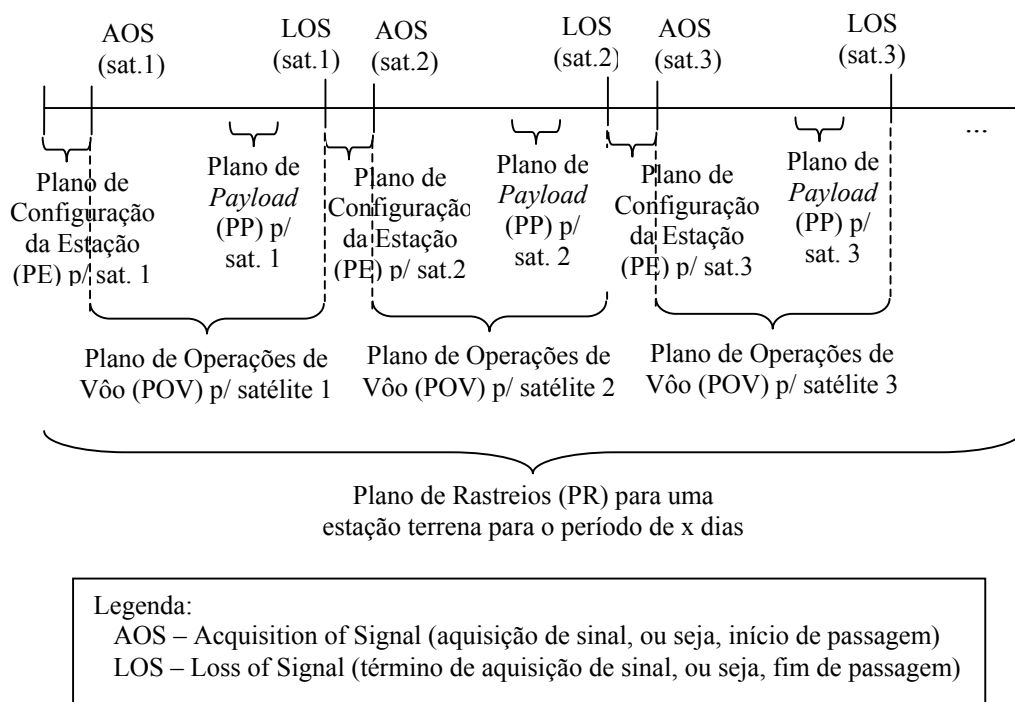 AOS
(sat.1)
LOS
(sat.1)
AOS
(sat.2)
LOS
(sat.2)
AOS
(sat.3)
LOS
(sat.3)
...
Plano de
Configuração
da Estação
(PE) p/ sat. 1
Plano de
Payload
(PP) p/
sat. 1
Plano de
Configuração
da Estação
(PE) p/ sat.2
Plano de
Payload
(PP) p/
sat. 2
Plano de
Configuração
da Estação
(PE) p/ sat.3
Plano de
Payload
(PP) p/
sat. 3
Plano de Operações de
Vôo (POV) p/ satélite 1
Plano de Operações de
Vôo (POV) p/ satélite 2
Plano de Operações de
Vôo (POV) p/ satélite 3
Plano de Rastreios (PR) para uma
estação terrena para o período de x dias
Legenda:
AOS – Acquisition of Signal (aquisição de sinal, ou seja, início de passagem)
LOS – Loss of Signal (término de aquisição de sinal, ou seja, fim de passagem)